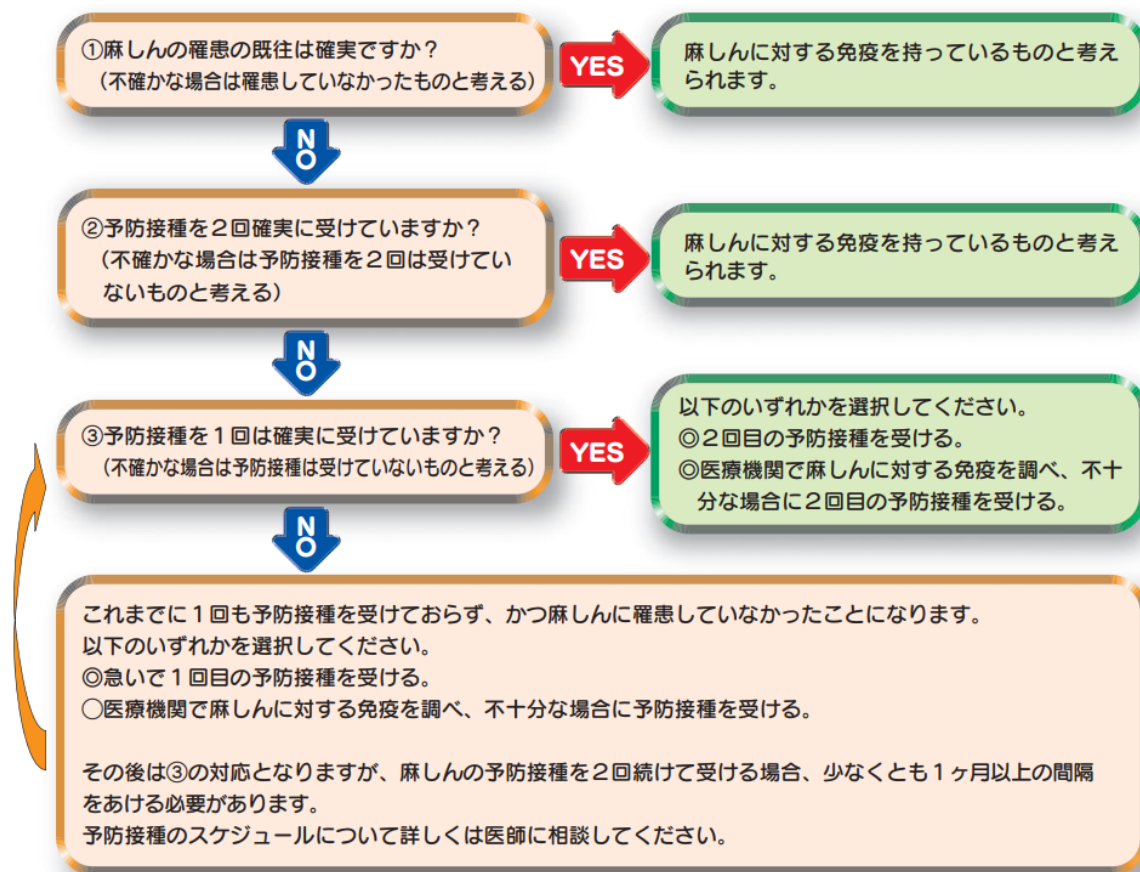 ①麻しんの罹患の既往は確実ですか？
（不確かな場合は罹患していなかったものと考える）
YES
麻しんに対する免疫を持っているものと考え
られます。
NO
②予防接種を２回確実に受けていますか？
（不確かな場合は予防接種を２回は受けてい
ないものと考える）
YES
麻しんに対する免疫を持っているものと考え
られます。
NO
③予防接種を１回は確実に受けていますか？
（不確かな場合は予防接種は受けていないものと考える）
YES
以下のいずれかを選択してください。
◎２回目の予防接種を受ける。
◎医療機関で麻しんに対する免疫を調べ、不十
分な場合に２回目の予防接種を受ける。
NO
これまでに１回も予防接種を受けておらず、かつ麻しんに罹患していなかったことになります。
以下のいずれかを選択してください。
◎急いで１回目の予防接種を受ける。
○医療機関で麻しんに対する免疫を調べ、不十分な場合に予防接種を受ける。
その後は③の対応となりますが、麻しんの予防接種を２回続けて受ける場合、少なくとも１ヶ月以上の間隔
をあける必要があります。
予防接種のスケジュールについて詳しくは医師に相談してください。